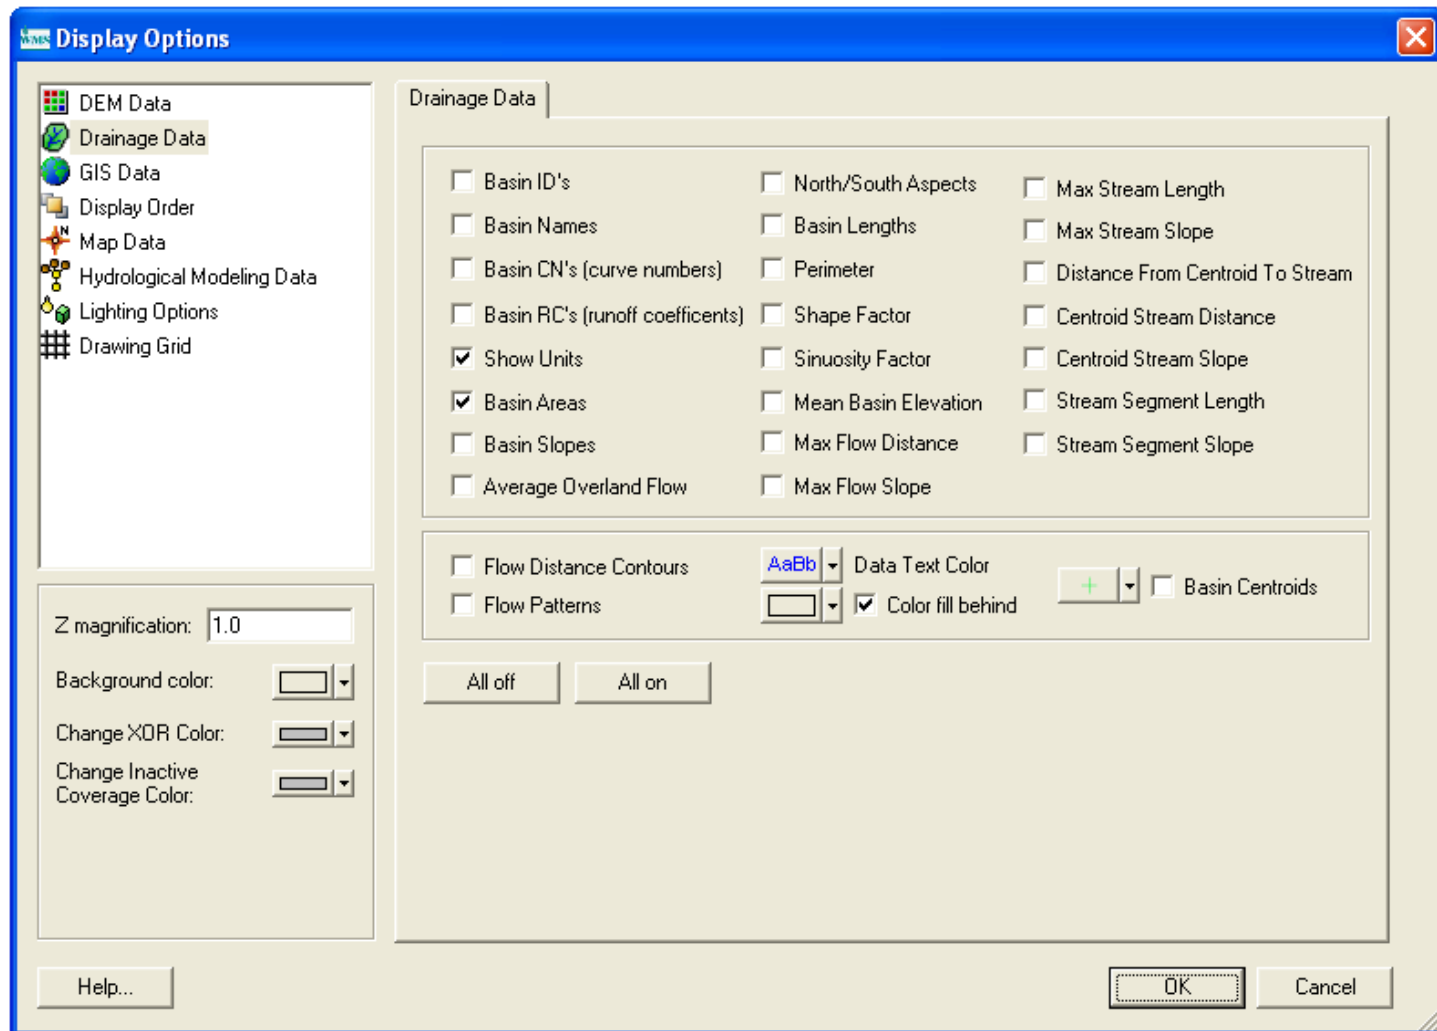 WMS Display Options
DEM Data
Drainage Data
GIS Data
Display Order
Map Data
Hydrological Modeling Data
Lighting Options
Drawing Grid
Z magnification: 1.0
Background color:
Change XOR Color:
Change Inactive
Coverage Color:
Drainage Data
Basin ID's
Basin Names
Basin CN's (curve numbers)
Basin RC's (runoff coefficents)
Show Units
Basin Areas
Basin Slopes
Average Overland Flow
North/South Aspects
Basin Lengths
Perimeter
Shape Factor
Sinuosity Factor
Mean Basin Elevation
Max Flow Distance
Max Flow Slope
Max Stream Length
Max Stream Slope
Distance From Centroid To Stream
Centroid Stream Distance
Centroid Stream Slope
Stream Segment Length
Stream Segment Slope
Flow Distance Contours
Flow Patterns
AaBb Data Text Color
Color fill behind
Basin Centroids
All off
All on
Help...
OK
Cancel